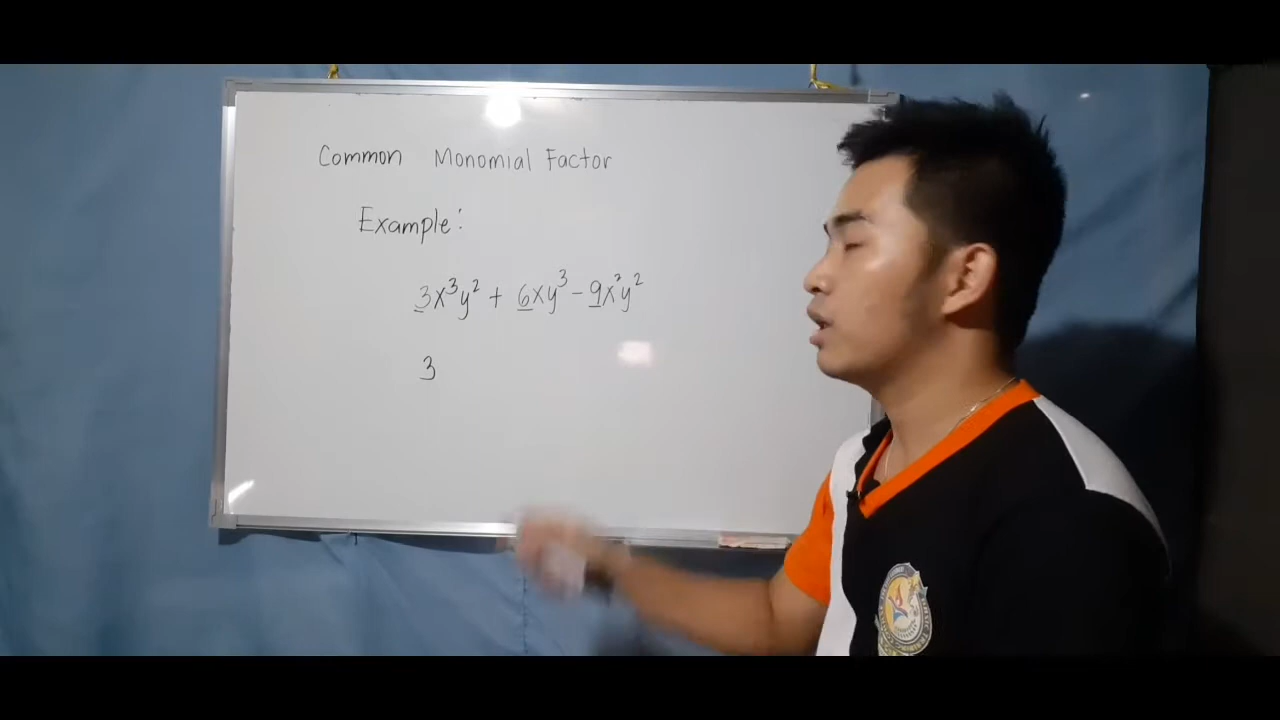 Common Monomial Factor
Example:
3x³y² + 6xy³ - 9x²y²
3